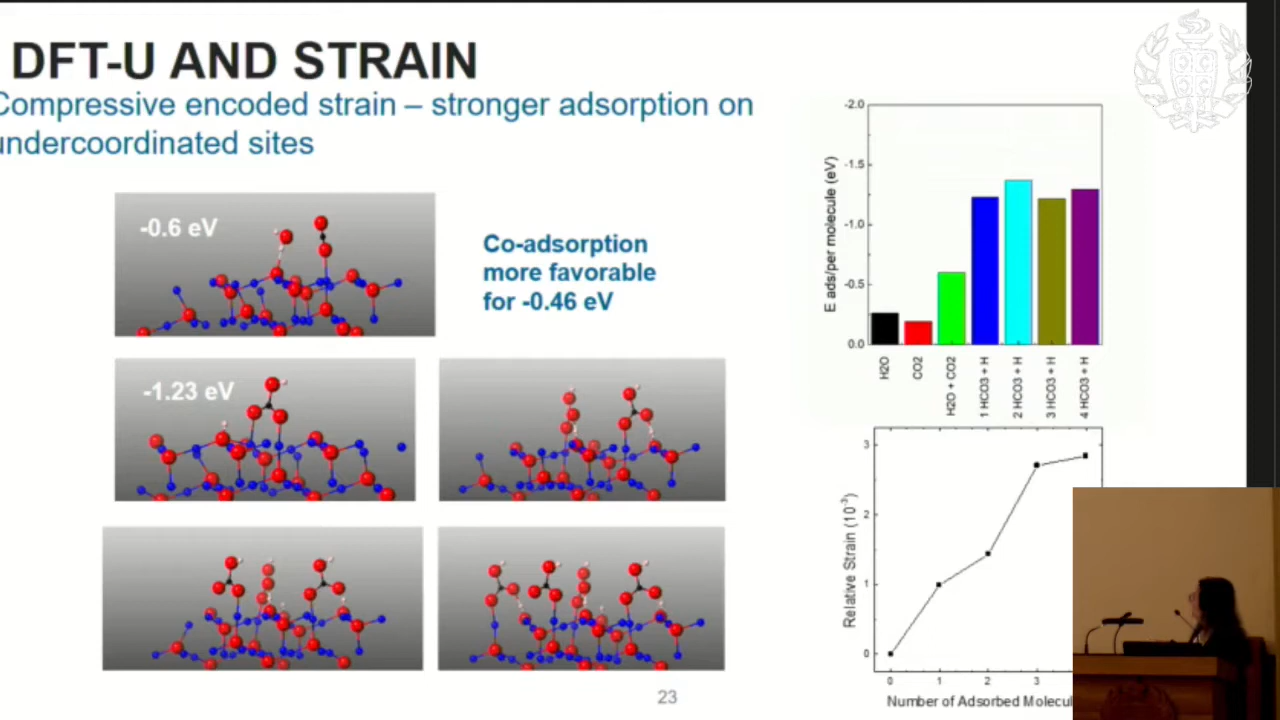 DFT-U AND STRAIN
Compressive encoded strain – stronger adsorption on
undercoordinated sites
-0.6 eV
Co-adsorption
more favorable
for -0.46 eV
-1.23 eV
23
E ads/per molecule (eV)
-2.0
-1.5
-1.0
-0.5
0.0
H2O
CO2
H2O + CO2
1 HCO3 + H
2 HCO3 + H
3 HCO3 + H
4 HCO3 + H
Relative Strain (10⁻³)
3
2
1
0
0 1 2 3
Number of Adsorbed Molecu